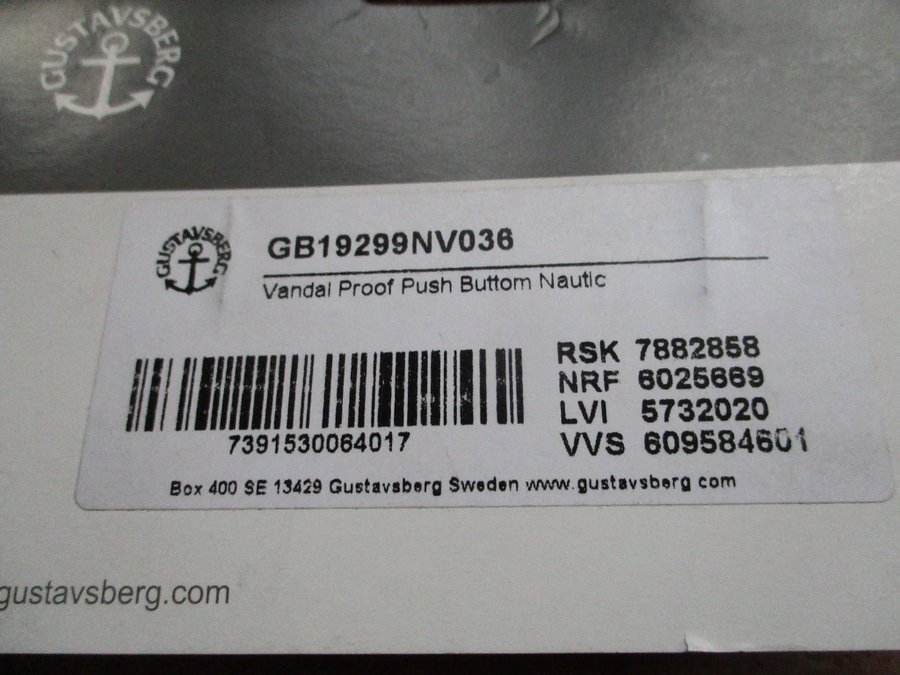 GUSTAVSBERG
GUSTAVSBERG
GB19299NV036
Vandal Proof Push Buttom Nautic
7391530064017
RSK 7882858
NRF 6025669
LVI 5732020
VVS 609584601
Box 400 SE 13429 Gustavsberg Sweden www.gustavsberg com
gustavsberg.com